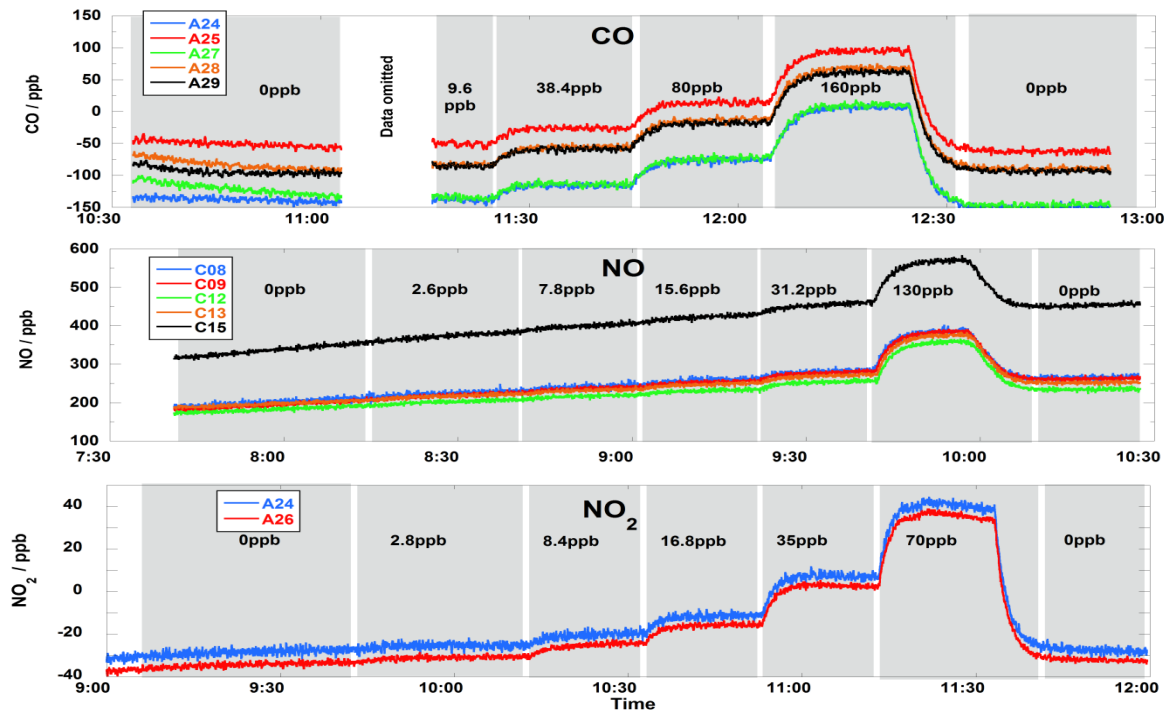 CO
CO / ppb
150
100
50
0
-50
-100
-150
A24
A25
A27
A28
A29
0ppb
Data omitted
9.6
ppb
38.4ppb
80ppb
160ppb
0ppb
10:30 11:00 11:30 12:00 12:30 13:00
NO
NO / ppb
600
500
400
300
200
100
C08
C09
C12
C13
C15
0ppb 2.6ppb 7.8ppb 15.6ppb 31.2ppb 130ppb 0ppb
7:30 8:00 8:30 9:00 9:30 10:00 10:30
NO2
NO2 / ppb
40
20
0
-20
-40
A24
A26
0ppb 2.8ppb 8.4ppb 16.8ppb 35ppb 70ppb 0ppb
9:00 9:30 10:00 10:30 11:00 11:30 12:00
Time